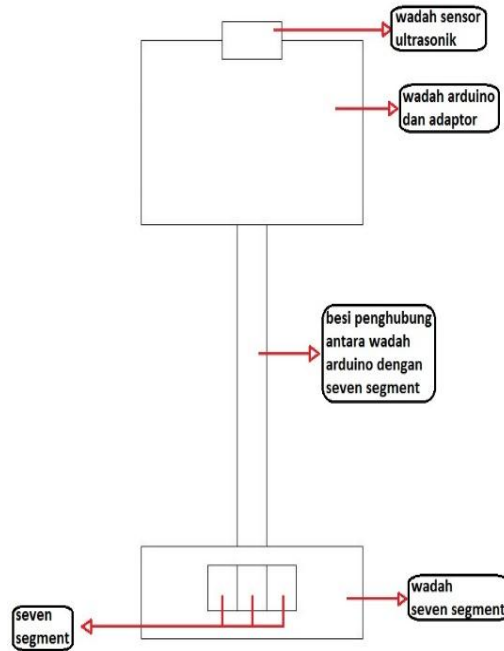 wadah sensor
ultrasonik
wadah arduino
dan adaptor
besi penghubung
antara wadah
arduino dengan
seven segment
wadah
seven segment
seven
segment